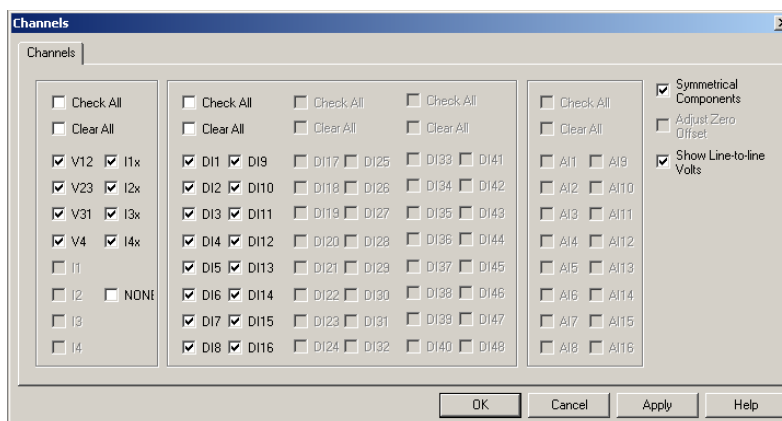 Channels
Channels
Check All
Clear All
V12 I1x
V23 I2x
V31 I3x
V4 I4x
I1
I2 NONE
I3
I4
Check All Check All Check All
Clear All Clear All Clear All
DI1 DI9 DI17 DI25 DI33 DI41
DI2 DI10 DI18 DI26 DI34 DI42
DI3 DI11 DI19 DI27 DI35 DI43
DI4 DI12 DI20 DI28 DI36 DI44
DI5 DI13 DI21 DI29 DI37 DI45
DI6 DI14 DI22 DI30 DI38 DI46
DI7 DI15 DI23 DI31 DI39 DI47
DI8 DI16 DI24 DI32 DI40 DI48
Check All
Clear All
AI1 AI9
AI2 AI10
AI3 AI11
AI4 AI12
AI5 AI13
AI6 AI14
AI7 AI15
AI8 AI16
Symmetrical
Components
Adjust Zero
Offset
Show Line-to-line
Volts
OK Cancel Apply Help